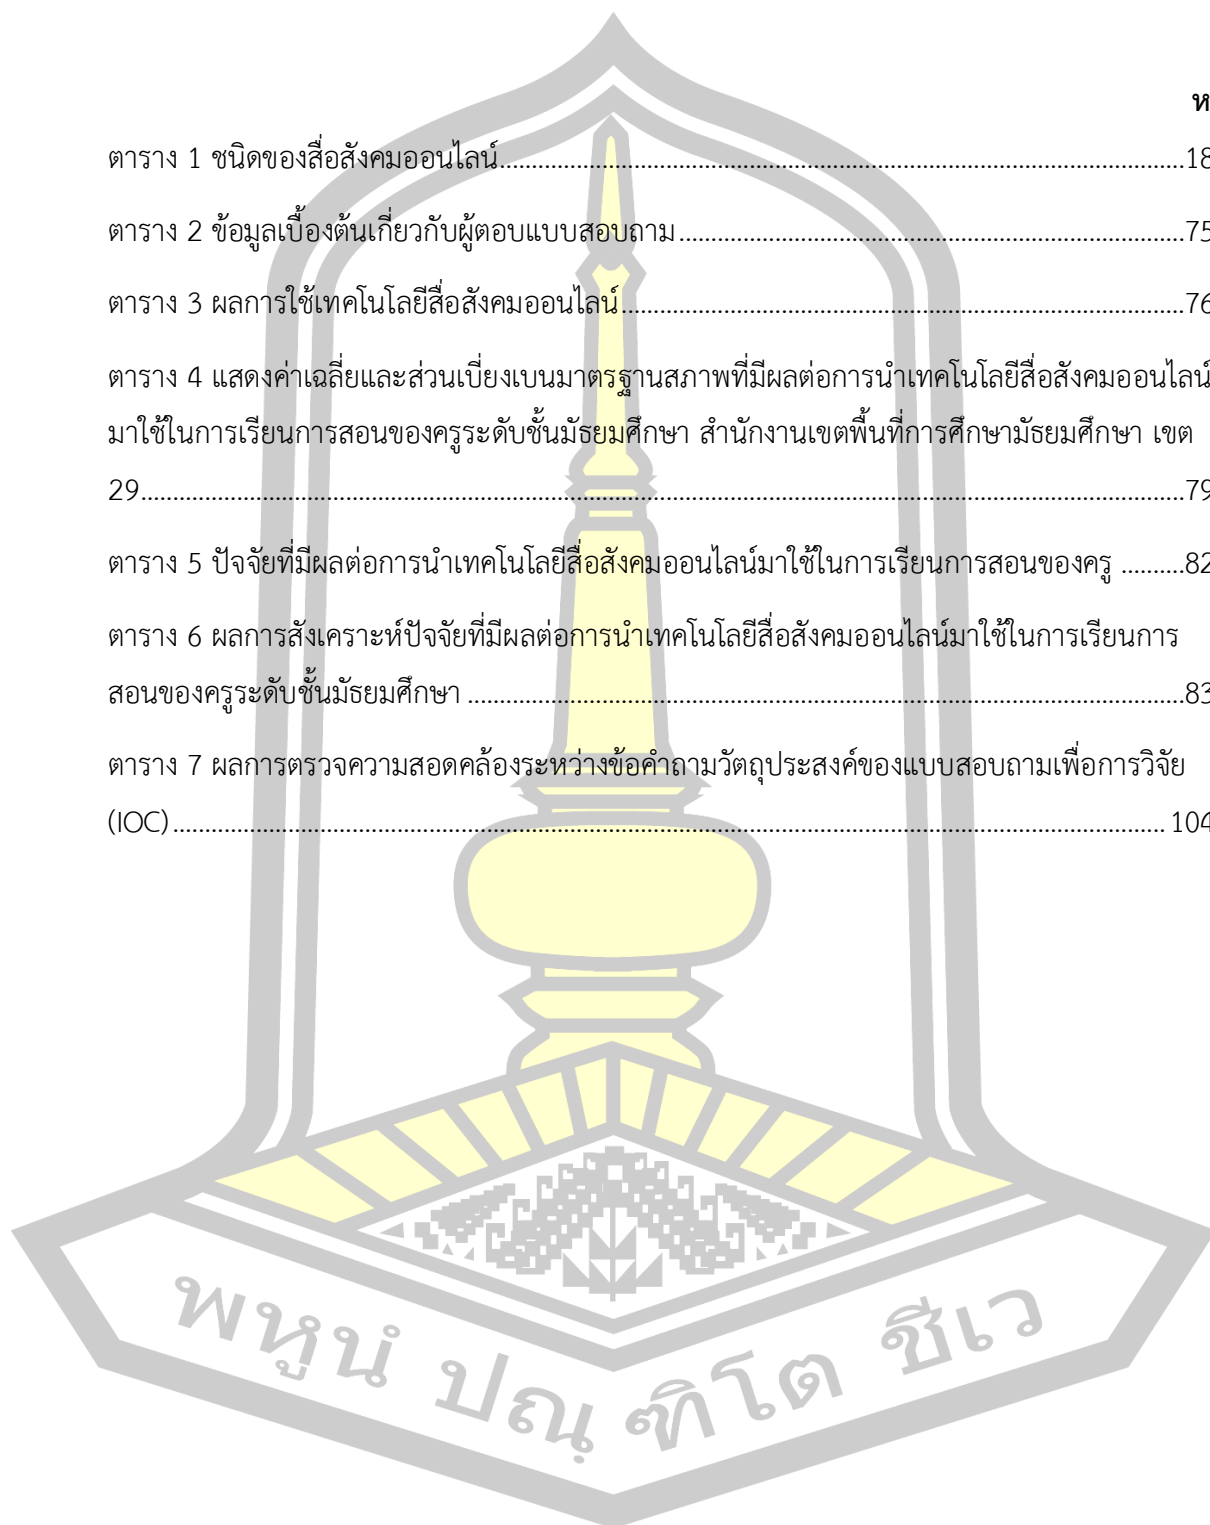 ห
ตาราง 1 ชนิดของสื่อสังคมออนไลน์...........................................................................................................................18
ตาราง 2 ข้อมูลเบื้องต้นเกี่ยวกับผู้ตอบแบบสอบถาม...........................................................................................75
ตาราง 3 ผลการใช้เทคโนโลยีสื่อสังคมออนไลน์.....................................................................................................76
ตาราง 4 แสดงค่าเฉลี่ยและส่วนเบี่ยงเบนมาตรฐานสภาพที่มีผลต่อการนำเทคโนโลยีสื่อสังคมออนไลน์
มาใช้ในการเรียนการสอนของครูระดับชั้นมัธยมศึกษา สำนักงานเขตพื้นที่การศึกษามัธยมศึกษา เขต
29............................................................................................................................................................79
ตาราง 5 ปัจจัยที่มีผลต่อการนำเทคโนโลยีสื่อสังคมออนไลน์มาใช้ในการเรียนการสอนของครู ..........82
ตาราง 6 ผลการสังเคราะห์ปัจจัยที่มีผลต่อการนำเทคโนโลยีสื่อสังคมออนไลน์มาใช้ในการเรียนการ
สอนของครูระดับชั้นมัธยมศึกษา ................................................................................................................83
ตาราง 7 ผลการตรวจความสอดคล้องระหว่างข้อคำถามวัตถุประสงค์ของแบบสอบถามเพื่อการวิจัย
(IOC)..................................................................................................................................................... 104
พหูนํ ปณฺฑิโต ชีเว